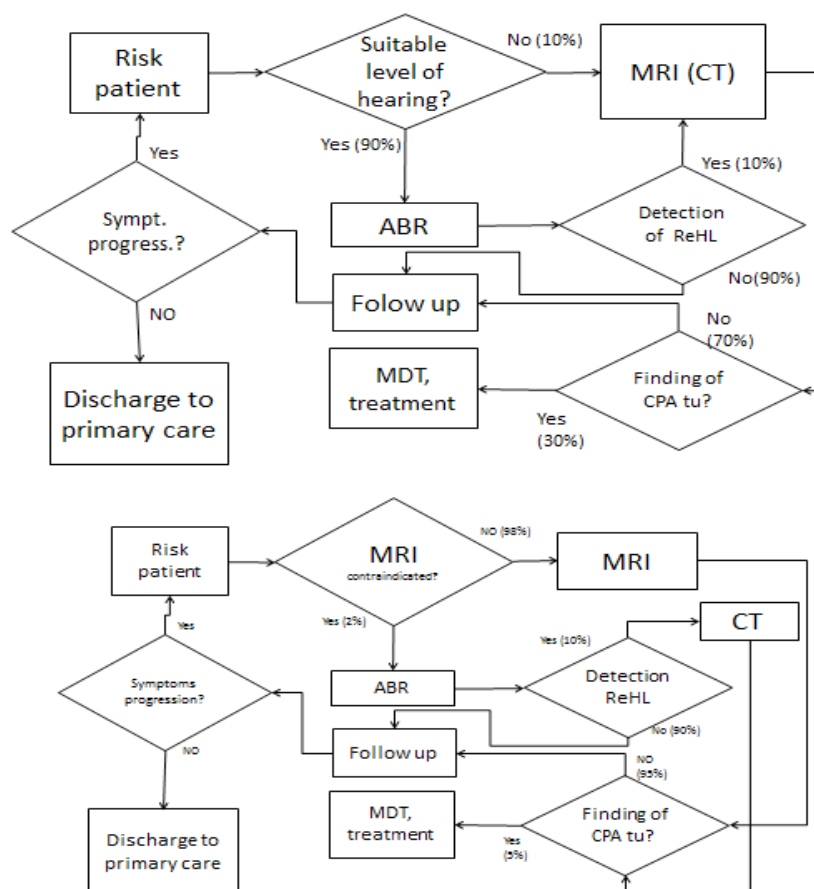 Risk
patient
Suitable
level of
hearing?
No (10%)
MRI (CT)
Yes (90%)
Yes
Yes (10%)
Sympt.
progress.?
ABR
Detection
of ReHL
No(90%)
Folow up
NO
No
(70%)
MDT,
treatment
Finding of
CPA tu?
Yes
(30%)
Discharge to
primary care
Risk
patient
MRI
contraindicated?
NO (98%)
MRI
Yes (2%)
Yes
Yes (10%)
CT
Symptoms
progression?
ABR
Detection
ReHL
No (90%)
Follow up
NO
NO
(95%)
MDT,
treatment
Finding of
CPA tu?
Yes
(5%)
Discharge to
primary care